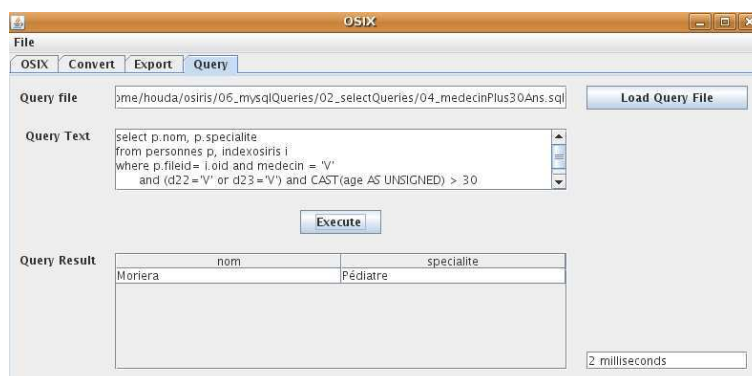 OSIX
File
OSIX Convert Export Query
Query file ome/houda/osiris/06_mysqlQueries/02_selectQueries/04_medecinPlus30Ans.sql Load Query File
Query Text select p.nom, p.specialite
from personnes p, indexosiris i
where p.fileid= i.oid and medecin = 'V'
and (d22='V' or d23='V') and CAST(age AS UNSIGNED) > 30
Execute
Query Result nom specialite
Moriera Pédiatre
2 milliseconds